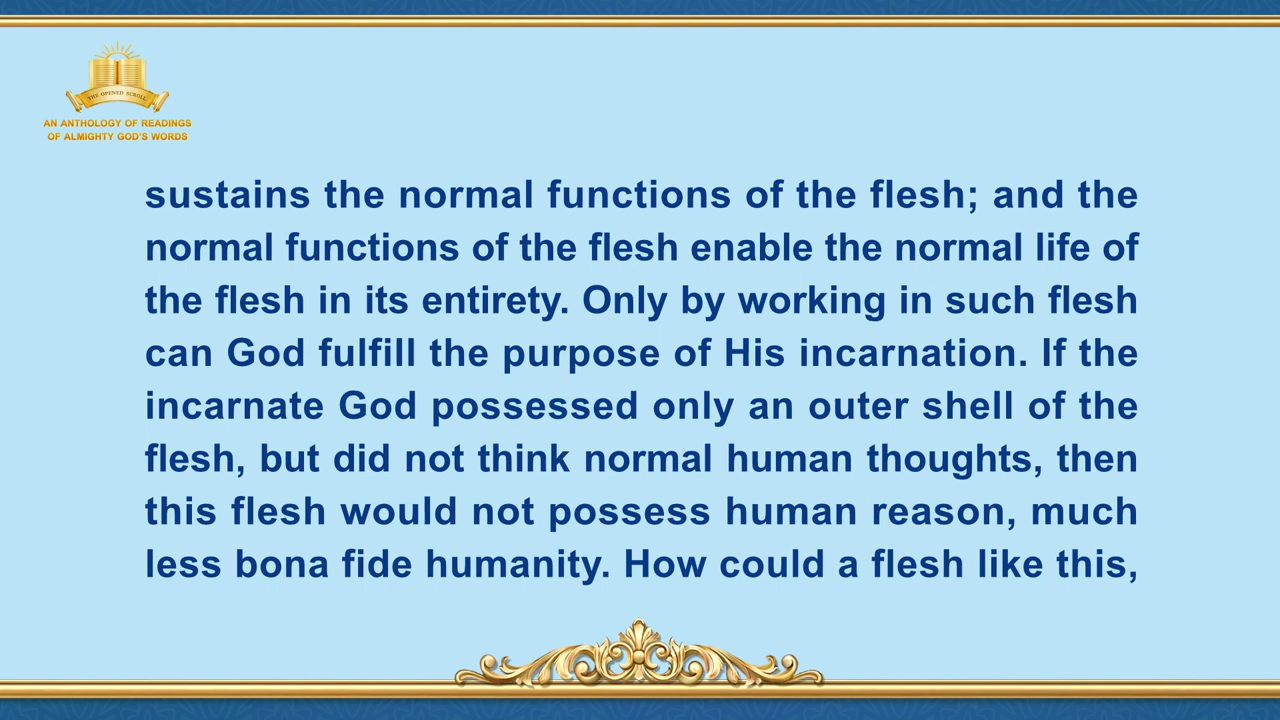 THE OPENED SCROLL
AN ANTHOLOGY OF READINGS
OF ALMIGHTY GOD'S WORDS
sustains the normal functions of the flesh; and the
normal functions of the flesh enable the normal life of
the flesh in its entirety. Only by working in such flesh
can God fulfill the purpose of His incarnation. If the
incarnate God possessed only an outer shell of the
flesh, but did not think normal human thoughts, then
this flesh would not possess human reason, much
less bona fide humanity. How could a flesh like this,